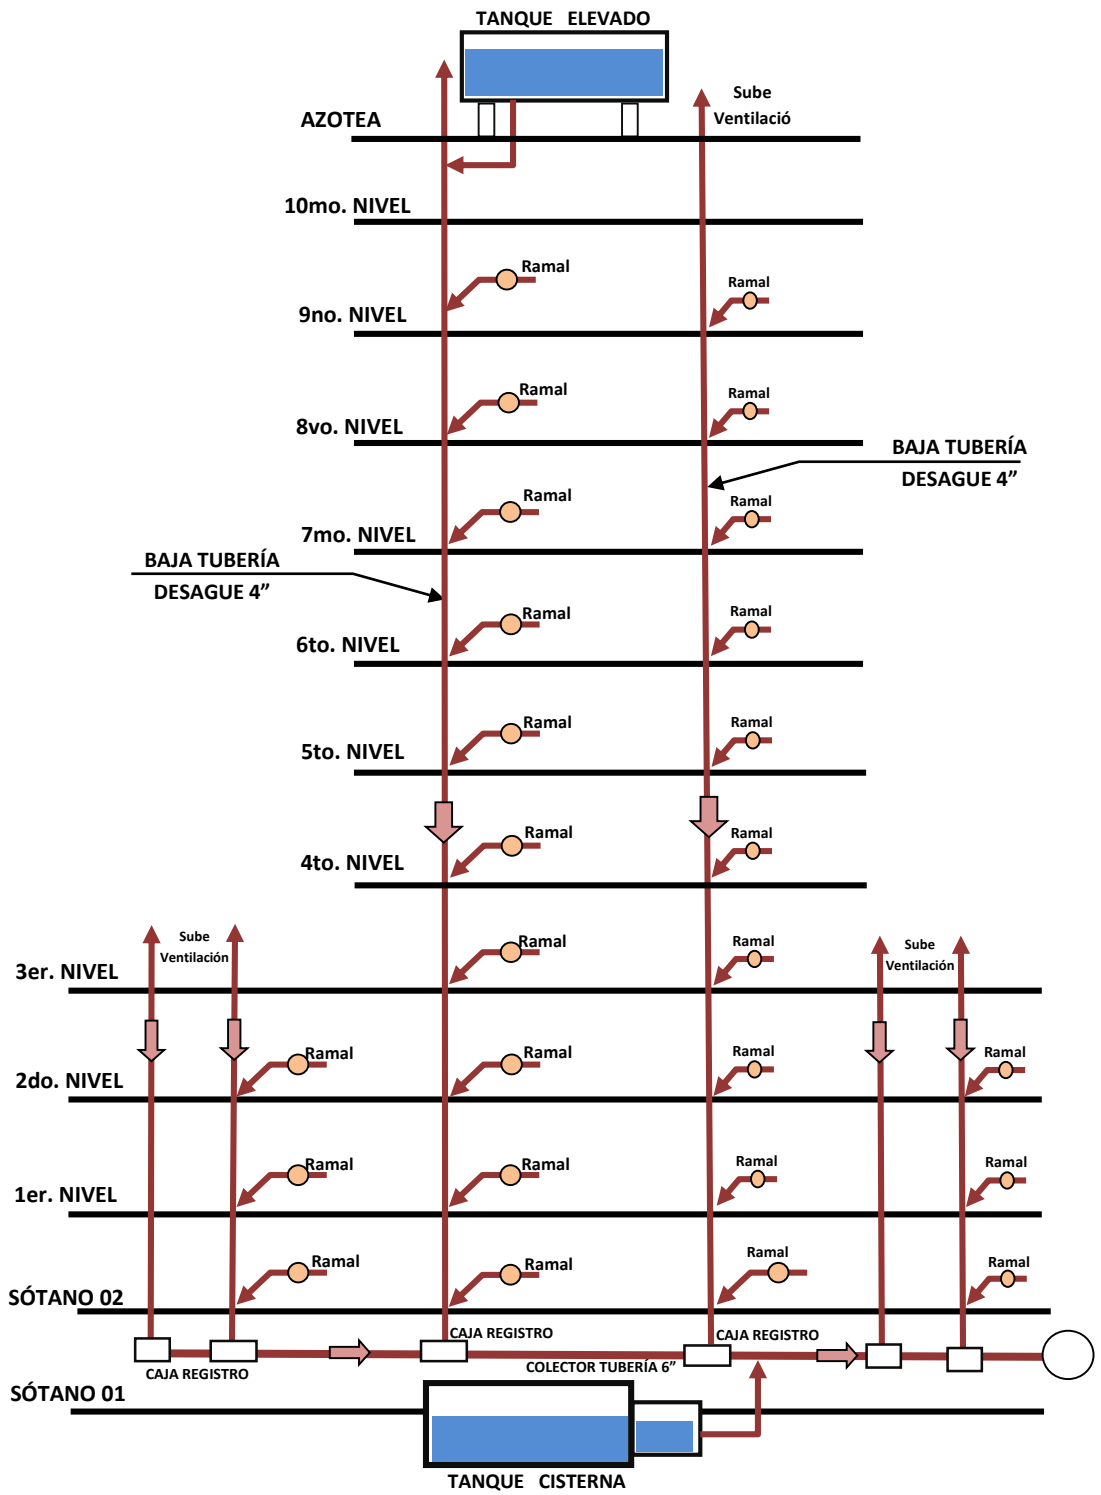 TANQUE ELEVADO
Sube
Ventilació
AZOTEA
10mo. NIVEL
Ramal
Ramal
9no. NIVEL
Ramal
Ramal
8vo. NIVEL
BAJA TUBERÍA
DESAGUE 4”
Ramal
Ramal
7mo. NIVEL
BAJA TUBERÍA
DESAGUE 4”
Ramal
Ramal
6to. NIVEL
Ramal
Ramal
5to. NIVEL
Ramal
Ramal
4to. NIVEL
Sube
Ventilación
Ramal
Ramal
Sube
Ventilación
3er. NIVEL
Ramal
Ramal
Ramal
Ramal
2do. NIVEL
Ramal
Ramal
Ramal
Ramal
1er. NIVEL
Ramal
Ramal
Ramal
Ramal
SÓTANO 02
CAJA REGISTRO
CAJA REGISTRO
CAJA REGISTRO
COLECTOR TUBERÍA 6”
SÓTANO 01
TANQUE CISTERNA